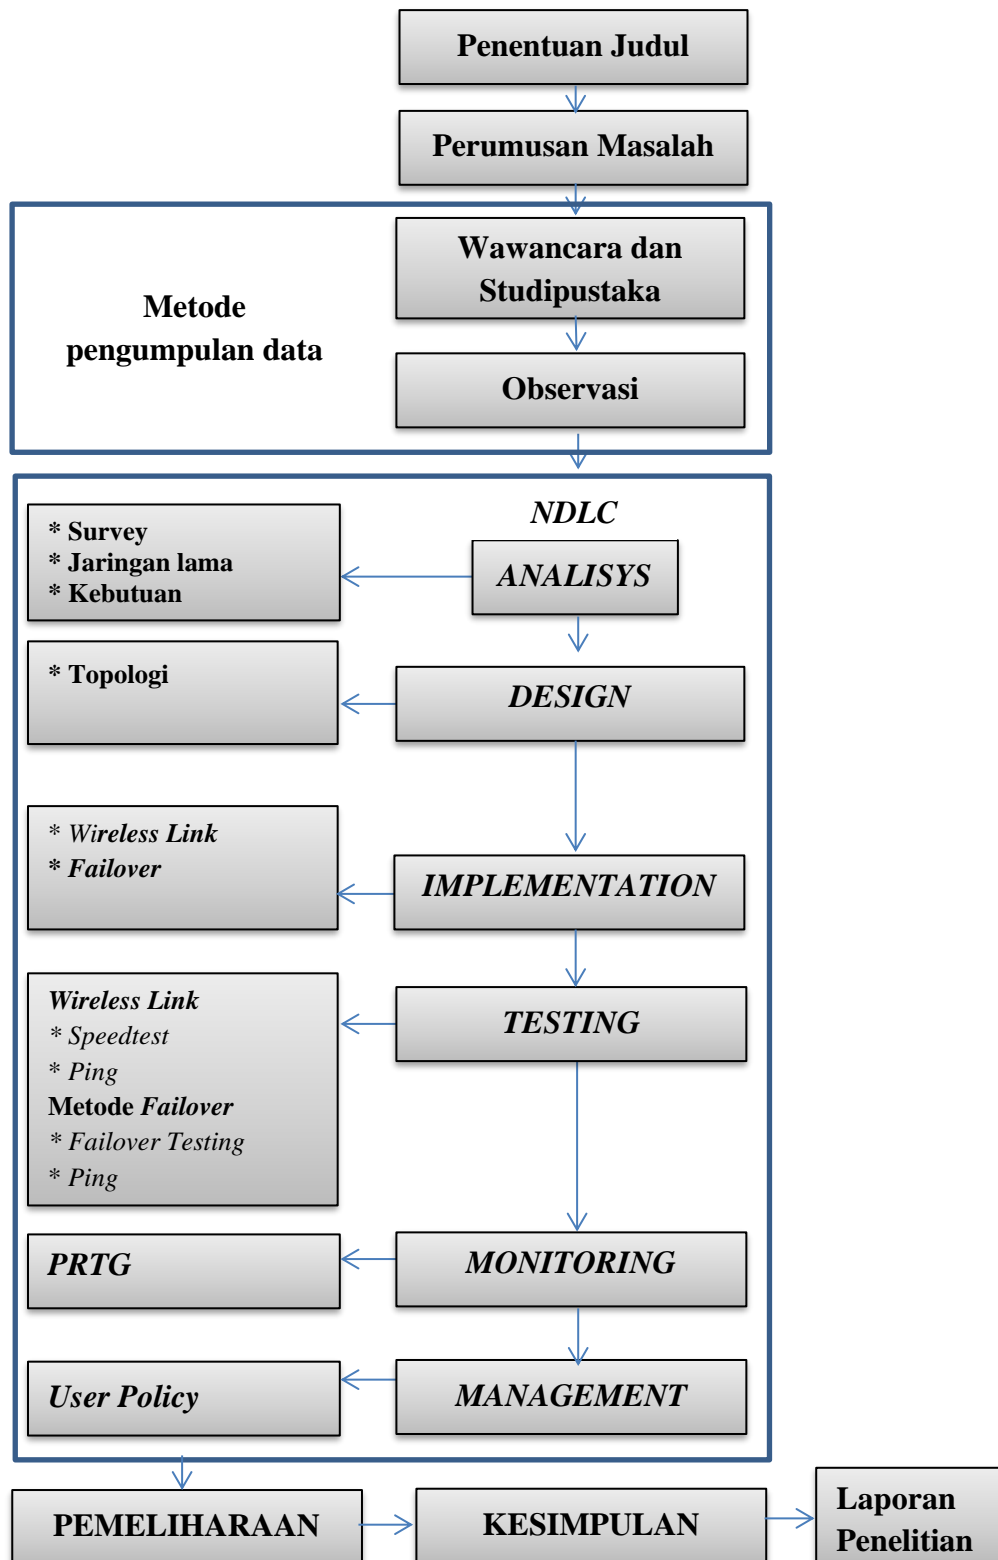 Penentuan Judul
Perumusan Masalah
Wawancara dan
Studipustaka
Metode
pengumpulan data
Observasi
NDLC
* Survey
* Jaringan lama
* Kebutuan
ANALISYS
* Topologi
DESIGN
* Wireless Link
* Failover
IMPLEMENTATION
Wireless Link
* Speedtest
* Ping
Metode Failover
* Failover Testing
* Ping
TESTING
PRTG
MONITORING
User Policy
MANAGEMENT
PEMELIHARAAN
KESIMPULAN
Laporan
Penelitian